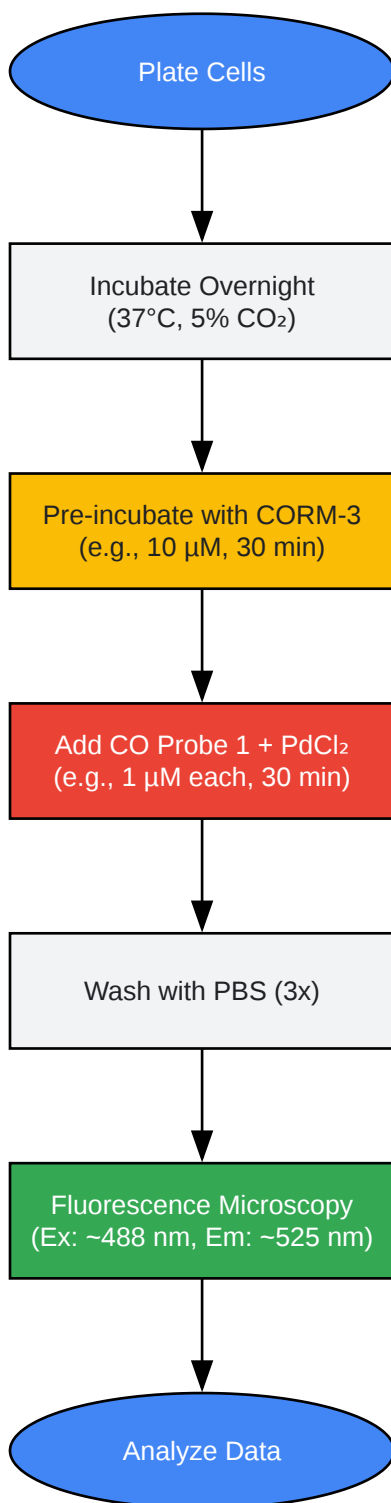 Plate Cells
Incubate Overnight
(37°C, 5% CO₂)
Pre-incubate with CORM-3
(e.g., 10 µM, 30 min)
Add CO Probe 1 + PdCl₂
(e.g., 1 µM each, 30 min)
Wash with PBS (3x)
Fluorescence Microscopy
(Ex: ~488 nm, Em: ~525 nm)
Analyze Data